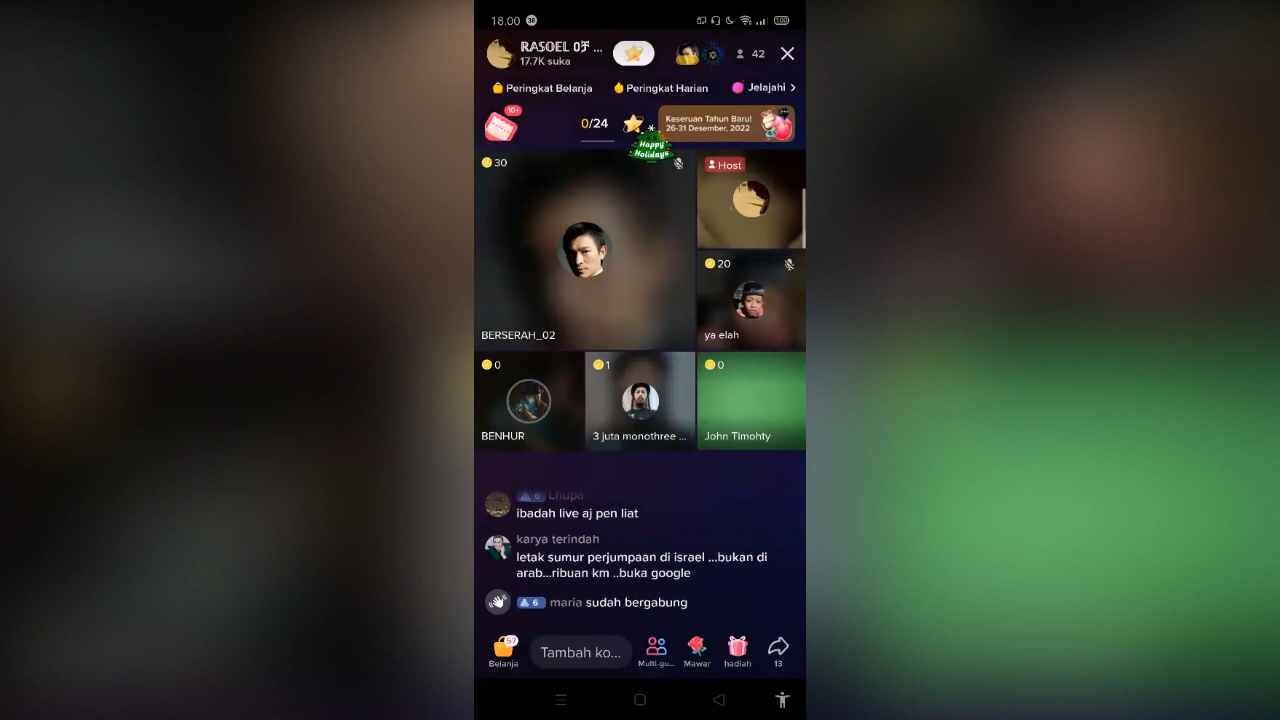 18.00 38
100
RASOEL 0 ...
17.7K suka
42
Peringkat Belanja
Peringkat Harian
Jelajahi
10+
0/24
Keseruan Tahun Baru!
26-31 Desember, 2022
Happy
Holidays
30
Host
20
BERSERAH_02
ya elah
0
1
0
BENHUR
3 juta monothree ...
John Timohty
6 Lhupa
ibadah live aj pen liat
karya terindah
letak sumur perjumpaan di israel ...bukan di
arab...ribuan km ..buka google
6 maria sudah bergabung
57
Tambah ko...
Belanja
Multi-gu...
Mawar
hadiah
13